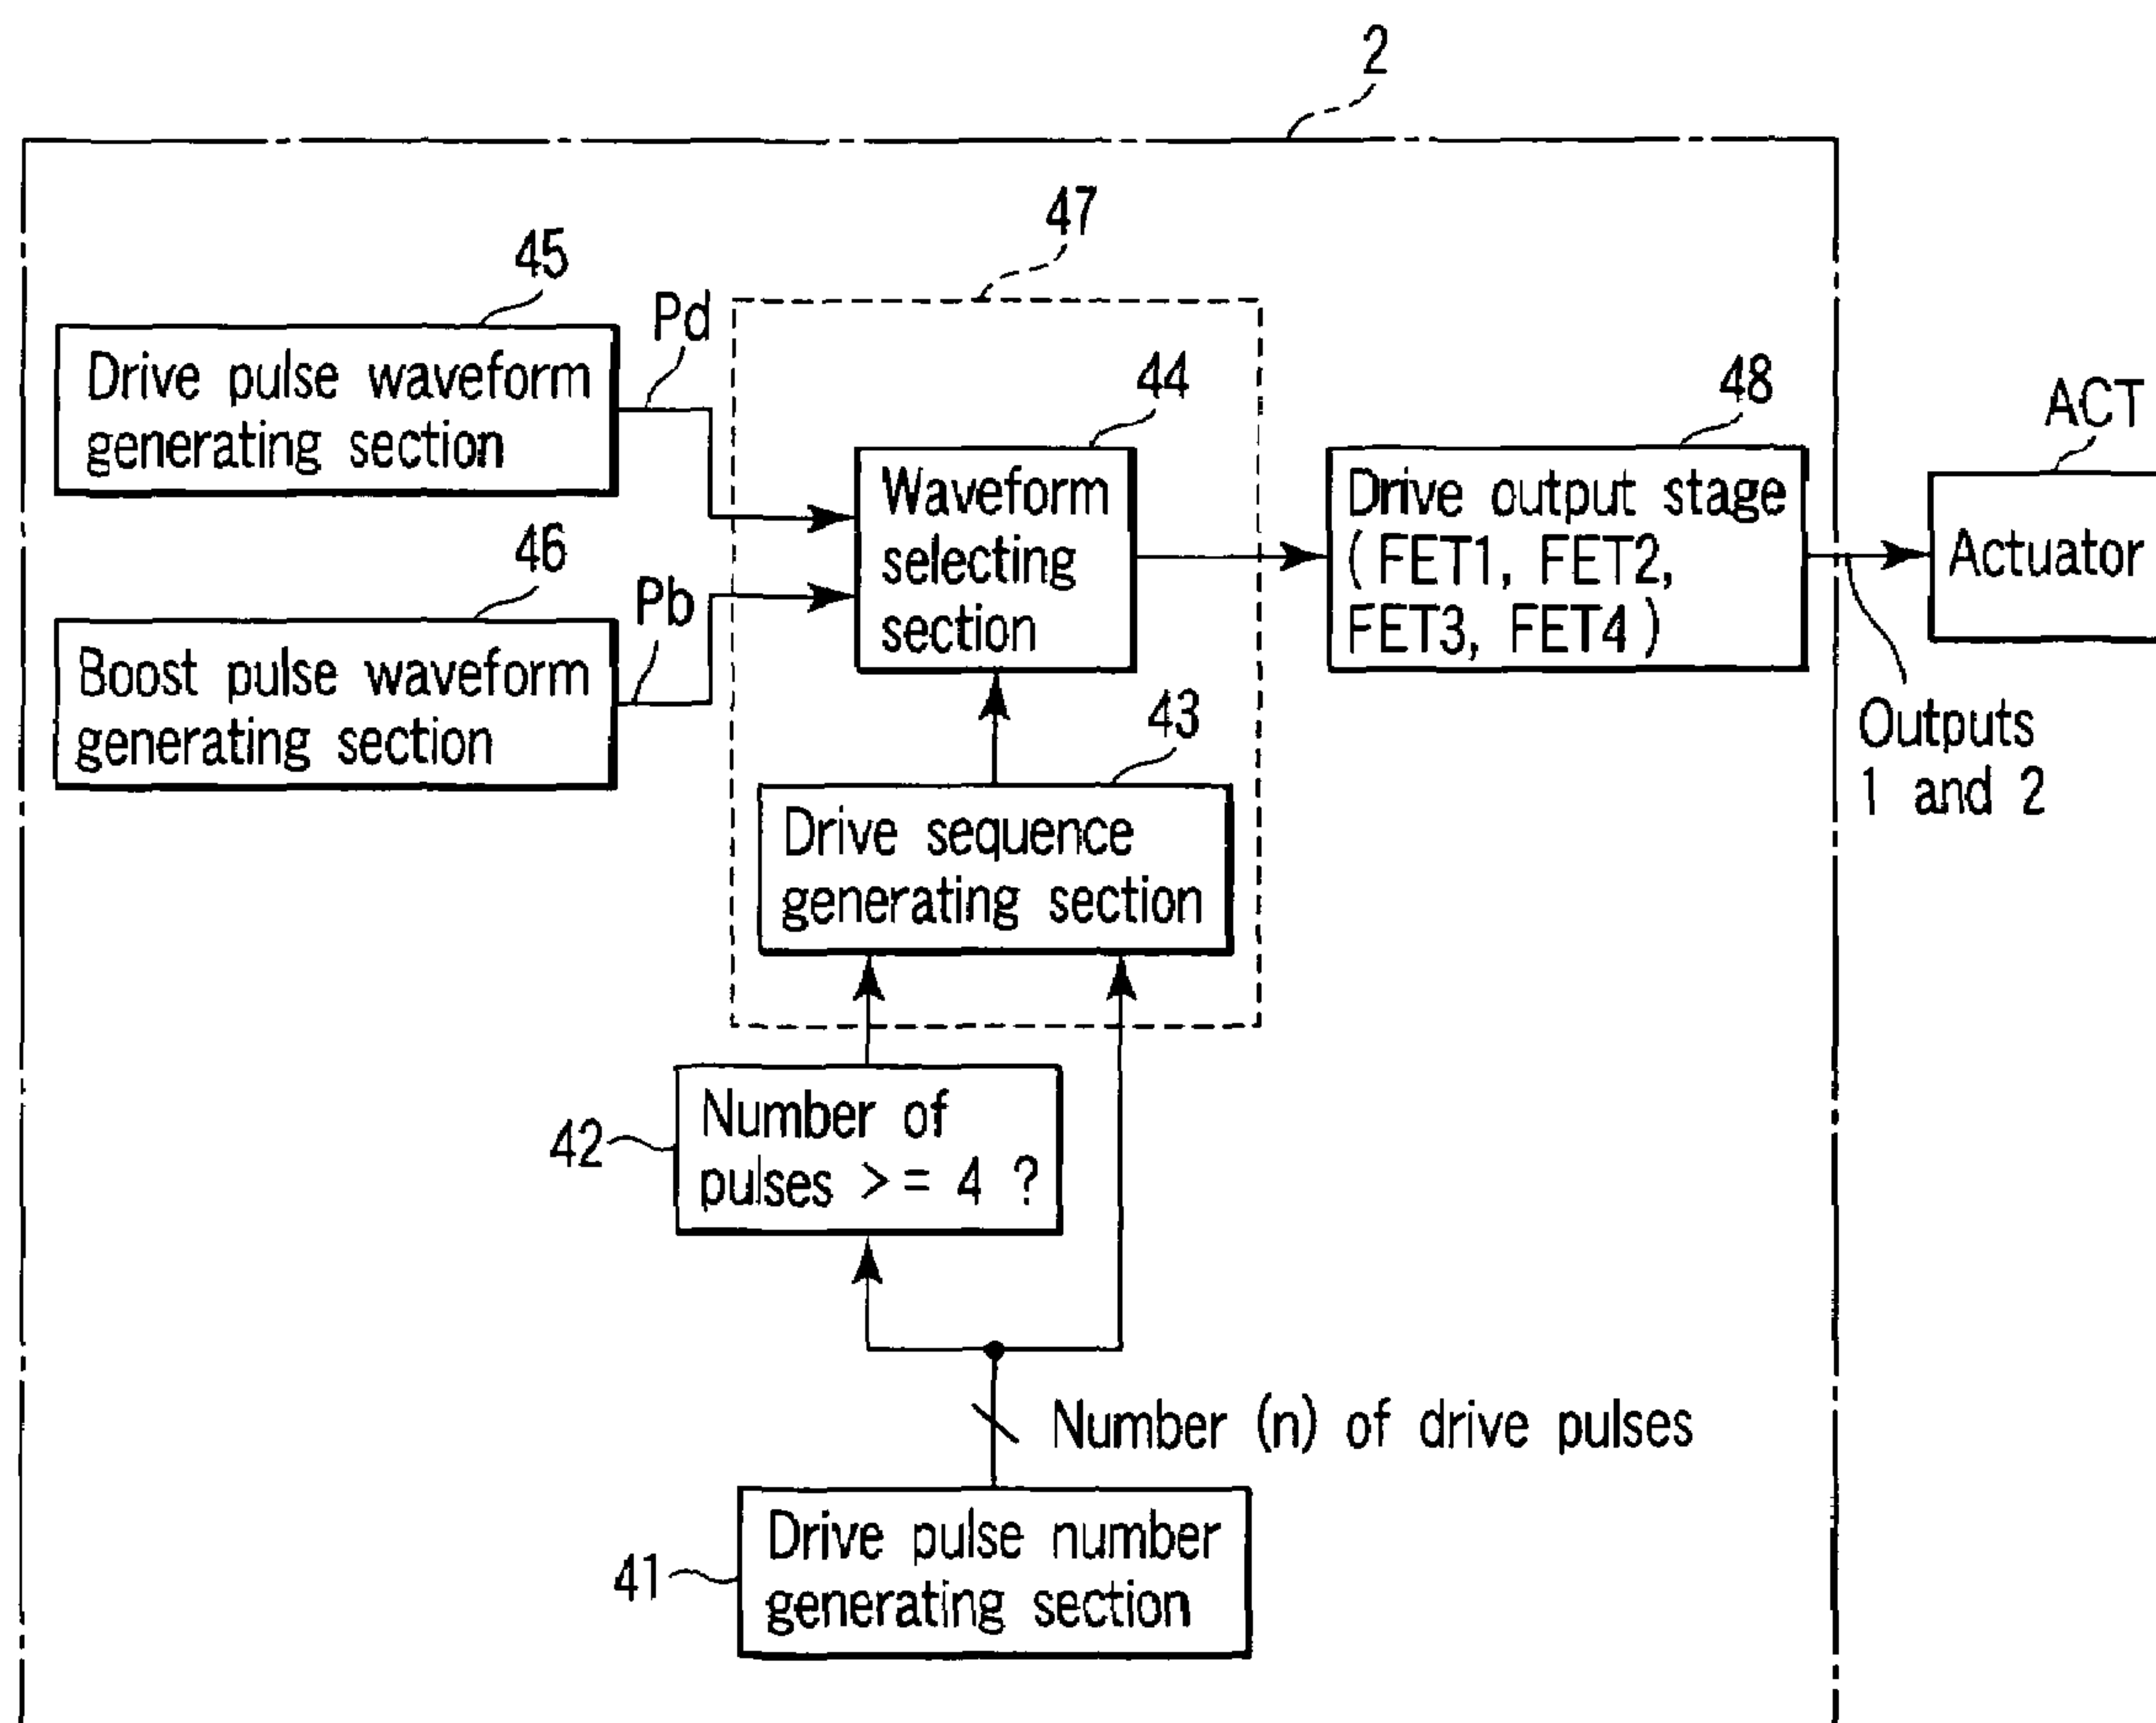 2
47
45
Pd
Drive pulse waveform
generating section
44
Waveform
selecting
section
48
Drive output stage
(FET1, FET2,
FET3, FET4)
ACT
Actuator
46
Pb
Boost pulse waveform
generating section
43
Drive sequence
generating section
Outputs
1 and 2
42
Number of
pulses >= 4 ?
Number (n) of drive pulses
41
Drive pulse number
generating section